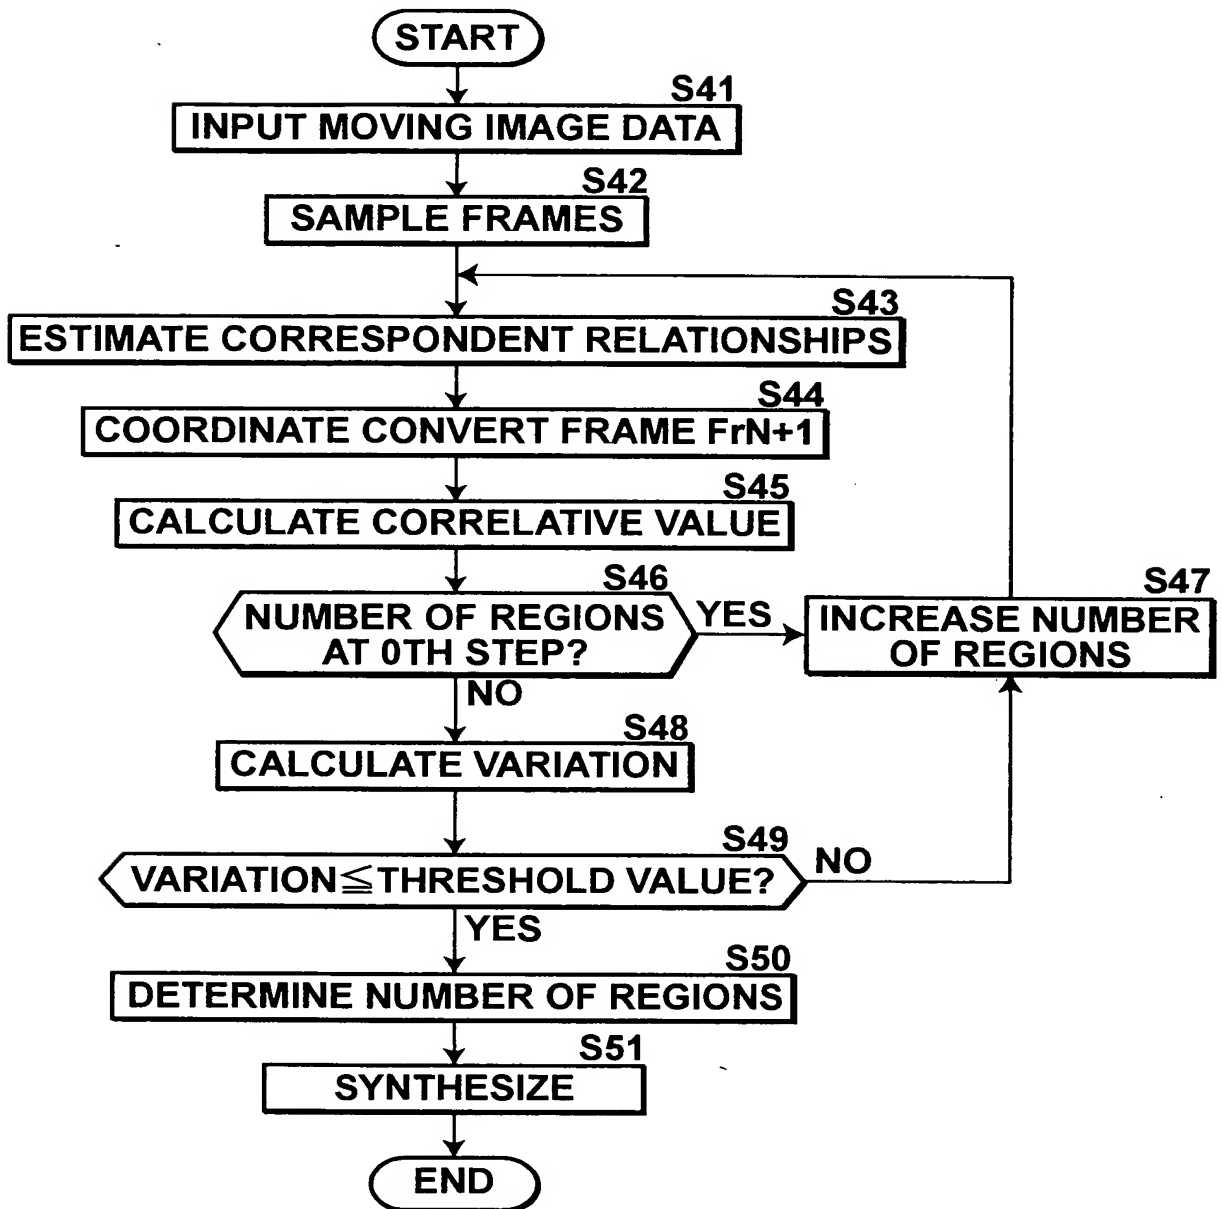 START
S41
INPUT MOVING IMAGE DATA
S42
SAMPLE FRAMES
S43
ESTIMATE CORRESPONDENT RELATIONSHIPS
S44
COORDINATE CONVERT FRAME FrN+1
S45
CALCULATE CORRELATIVE VALUE
S46
NUMBER OF REGIONS
AT 0TH STEP?
YES
S47
INCREASE NUMBER
OF REGIONS
NO
S48
CALCULATE VARIATION
S49
VARIATION≦THRESHOLD VALUE?
NO
YES
S50
DETERMINE NUMBER OF REGIONS
S51
SYNTHESIZE
END